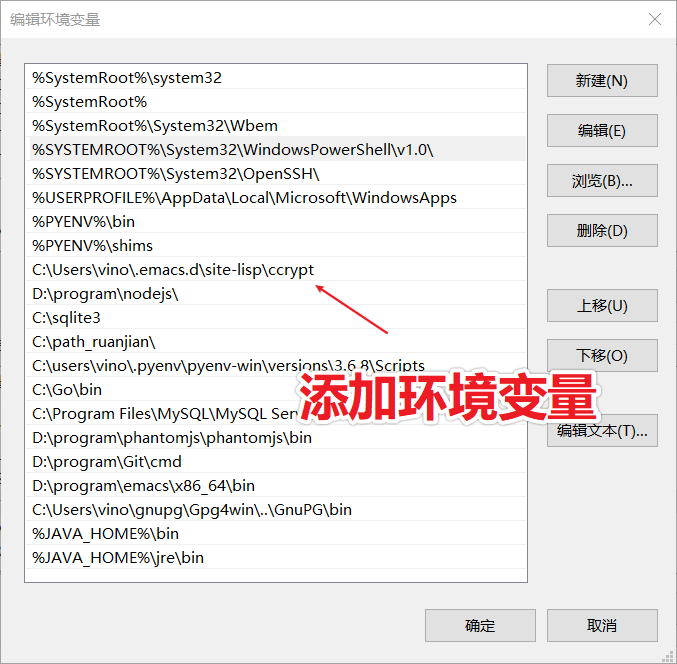 编辑环境变量
%SystemRoot%\system32
%SystemRoot%
%SystemRoot%\System32\Wbem
%SYSTEMROOT%\System32\WindowsPowerShell\v1.0\
%SYSTEMROOT%\System32\OpenSSH\
%USERPROFILE%\AppData\Local\Microsoft\WindowsApps
%PYENV%\bin
%PYENV%\shims
C:\Users\vino\.emacs.d\site-lisp\ccrypt
D:\program\nodejs\
C:\sqlite3
C:\path_ruanjian\
C:\users\vino\.pyenv\pyenv-win\versions\3.6.8\Scripts
C:\Go\bin
C:\Program Files\MySQL\MySQL
D:\program\phantomjs\phantomjs\bin
D:\program\Git\cmd
D:\program\emacs\x86_64\bin
C:\Users\vino\gnupg\Gpg4win\..\GnuPG\bin
%JAVA_HOME%\bin
%JAVA_HOME%\jre\bin
新建(N)
编辑(E)
浏览(B)...
删除(D)
上移(U)
下移(O)
添加环境变量
编辑文本(T)...
确定
取消